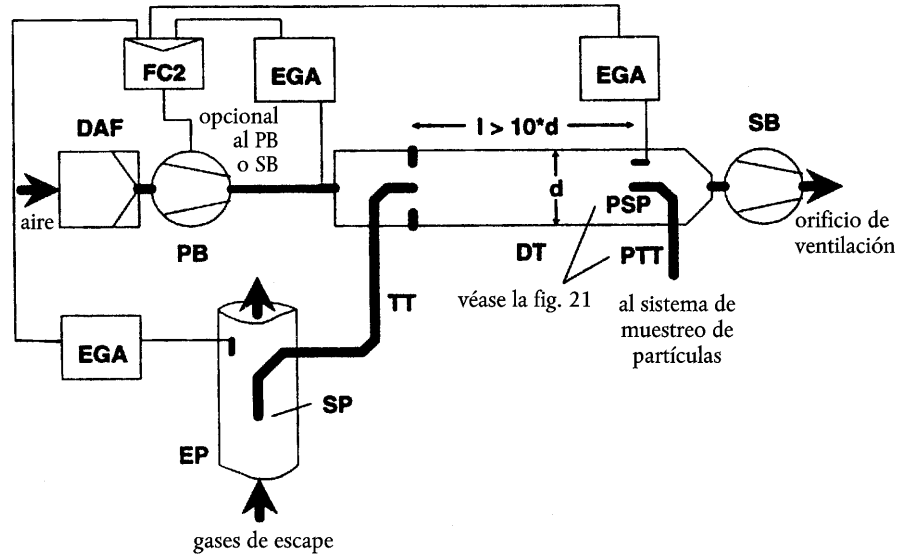 FC2
EGA
EGA
opcional
al PB
o SB
l > 10*d
SB
DAF
d
aire
PSP
orificio de
ventilación
PB
DT
PTT
véase la fig. 21
al sistema de
muestreo de
partículas
TT
EGA
SP
EP
gases de escape